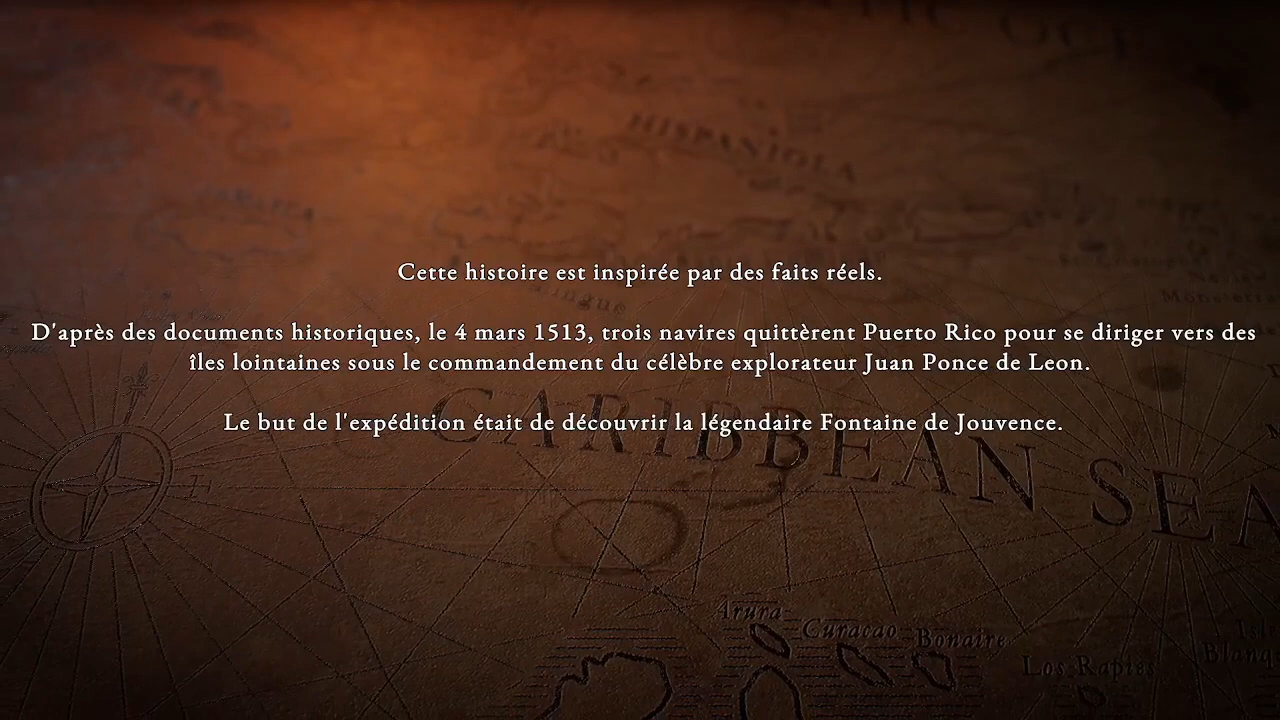 HISPANIOLA
Cette histoire est inspirée par des faits réels.
D'après des documents historiques, le 4 mars 1513, trois navires quittèrent Puerto Rico pour se diriger vers des
îles lointaines sous le commandement du célèbre explorateur Juan Ponce de Leon.
Le but de l'expédition était de découvrir la légendaire Fontaine de Jouvence.
CARIBBEAN SEA
Arura
Curacao
Bonaire
Los Raptes